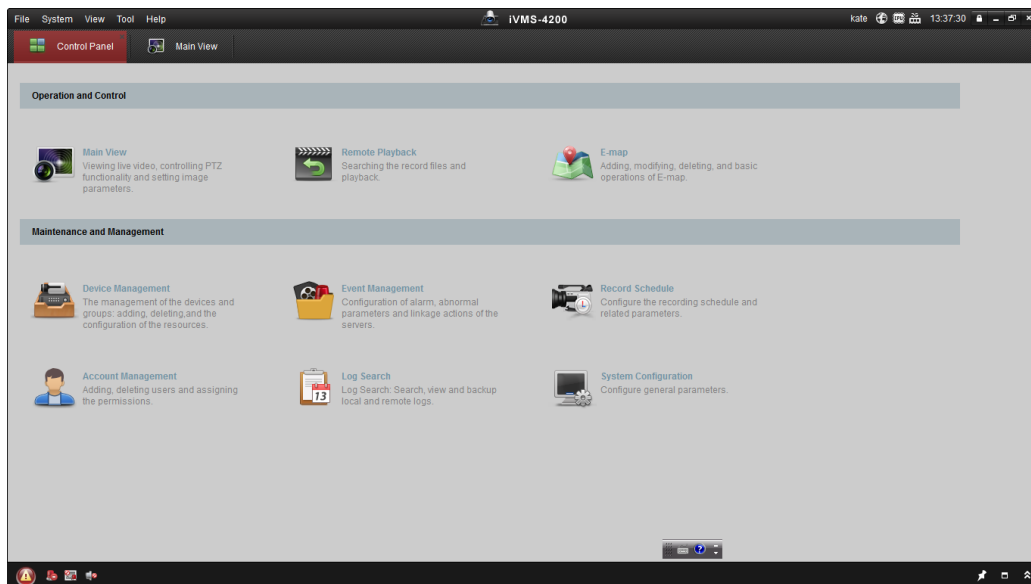 File System View Tool Help iVMS-4200 kate 13:37:30
Control Panel Main View
Operation and Control
Main View
Viewing live video, controlling PTZ
functionality and setting image
parameters.
Remote Playback
Searching the record files and
playback.
E-map
Adding, modifying, deleting, and basic
operations of E-map.
Maintenance and Management
Device Management
The management of the devices and
groups: adding, deleting,and the
configuration of the resources.
Event Management
Configuration of alarm, abnormal
parameters and linkage actions of the
servers.
Record Schedule
Configure the recording schedule and
related parameters.
Account Management
Adding, deleting users and assigning
the permissions.
13
Log Search
Log Search: Search, view and backup
local and remote logs.
System Configuration
Configure general parameters.